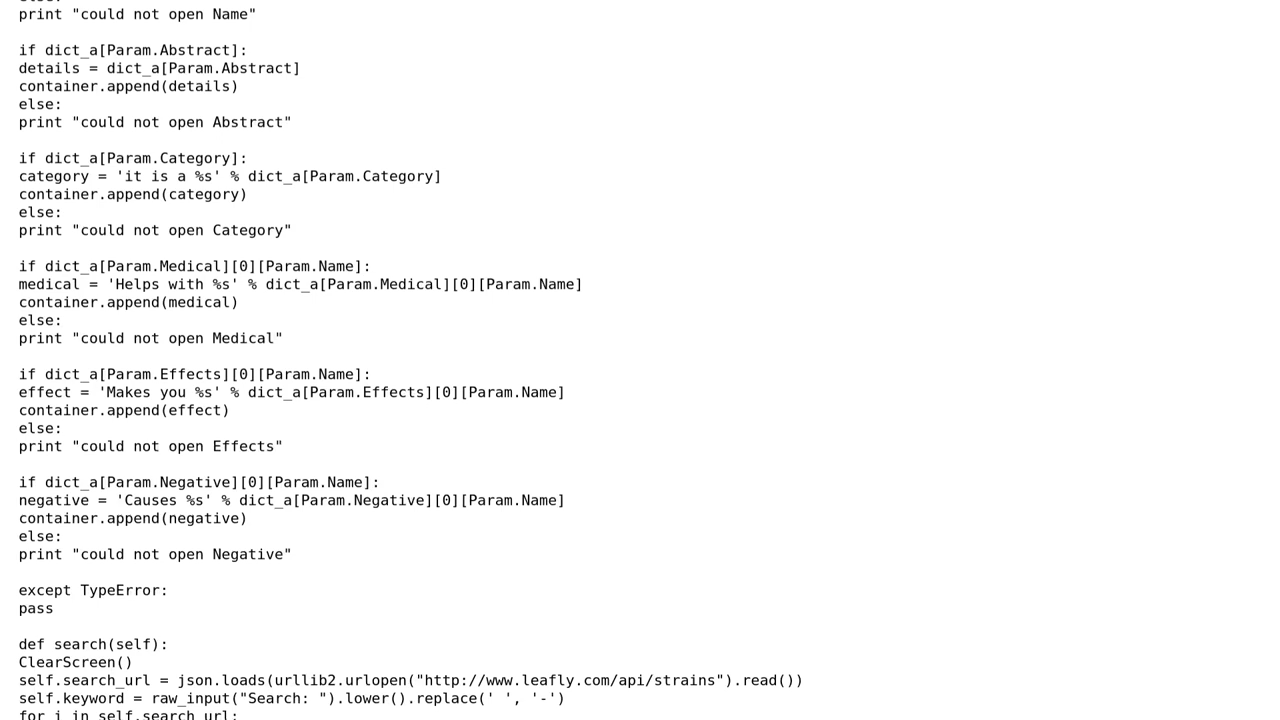 print "could not open Name"
if dict_a[Param.Abstract]:
details = dict_a[Param.Abstract]
container.append(details)
else:
print "could not open Abstract"
if dict_a[Param.Category]:
category = 'it is a %s' % dict_a[Param.Category]
container.append(category)
else:
print "could not open Category"
if dict_a[Param.Medical][0][Param.Name]:
medical = 'Helps with %s' % dict_a[Param.Medical][0][Param.Name]
container.append(medical)
else:
print "could not open Medical"
if dict_a[Param.Effects][0][Param.Name]:
effect = 'Makes you %s' % dict_a[Param.Effects][0][Param.Name]
container.append(effect)
else:
print "could not open Effects"
if dict_a[Param.Negative][0][Param.Name]:
negative = 'Causes %s' % dict_a[Param.Negative][0][Param.Name]
container.append(negative)
else:
print "could not open Negative"
except TypeError:
pass
def search(self):
ClearScreen()
self.search_url = json.loads(urllib2.urlopen("http://www.leafly.com/api/strains").read())
self.keyword = raw_input("Search: ").lower().replace(' ', '-')
for i in self.search_url: